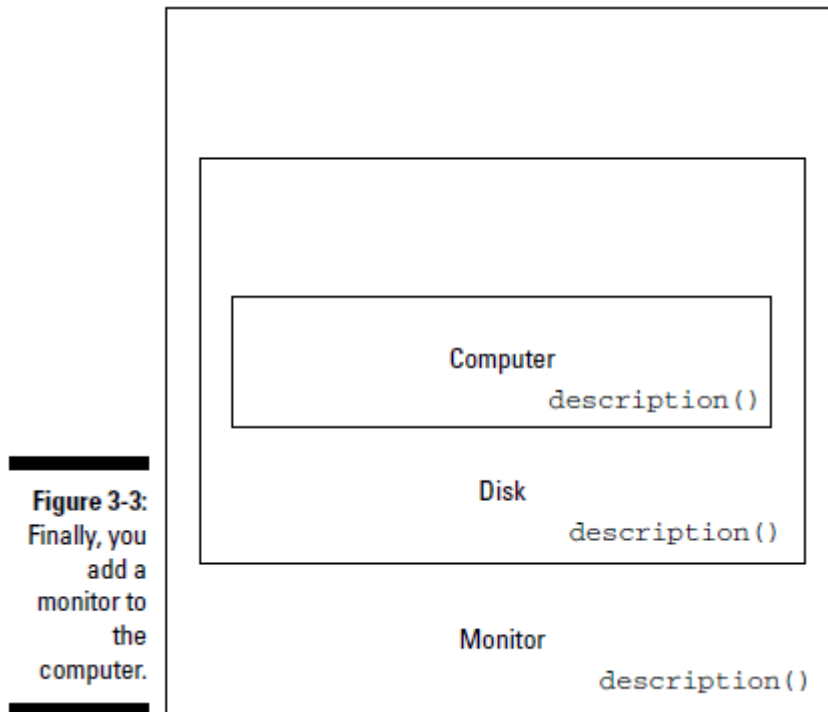 Computer
description()
Disk
description()
Figure 3-3:
Finally, you
add a
monitor to
the
computer.
Monitor
description()